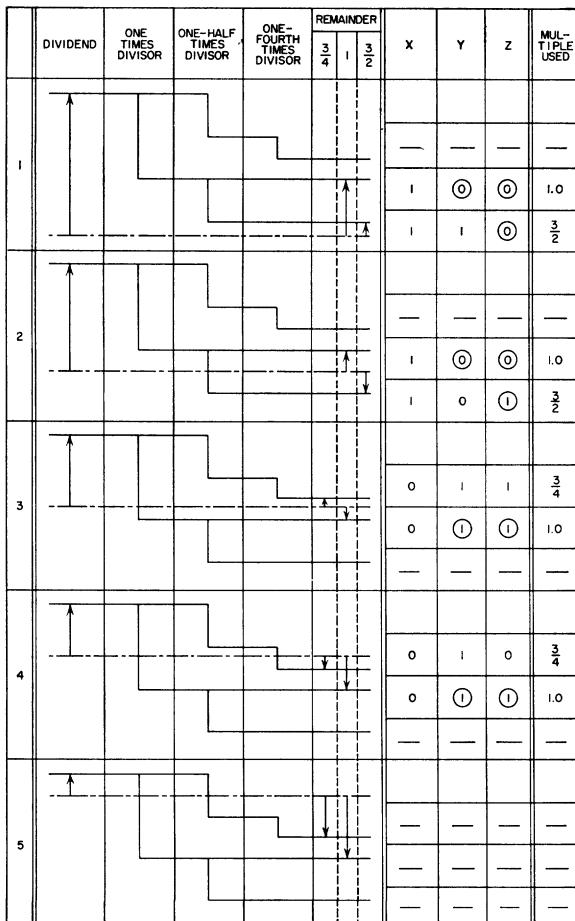 DIVIDEND
ONE TIMES DIVISOR
ONE-HALF TIMES DIVISOR
ONE-FOURTH TIMES DIVISOR
REMAINDER
3/4 1 3/2
X Y Z
MUL-TIPLE USED
1
— — — —
1 0 0 1.0
1 1 0 3/2
2
— — — —
1 0 0 1.0
1 0 1 3/2
3
0 1 1 3/4
0 1 1 1.0
— — — —
4
0 1 0 3/4
0 1 1 1.0
— — — —
5
— — — —
— — — —
— — — —